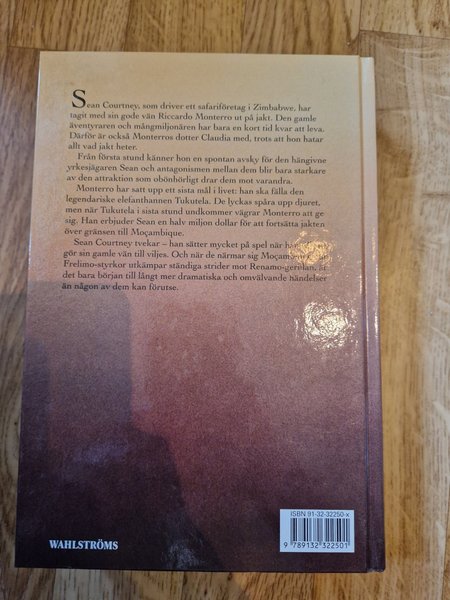 Sean Courtney, som driver ett safariföretag i Zimbabwe, har
tagit med sin gode vän Riccardo Monterro ut på jakt. Den gamle
äventyraren och mångmiljonären har bara en kort tid kvar att leva.
Därför är också Monterros dotter Claudia med, trots att hon hatar
allt vad jakt heter.
Från första stund känner hon en spontan avsky för den hängivne
yrkesjägaren Sean och antagonismen mellan dem blir bara starkare
av den attraktion som obönhörligt drar dem mot varandra.
Monterro har satt upp ett sista mål i livet: han ska fälla den
legendariske elefanthannen Tukutela. De lyckas spåra upp djuret,
men när Tukutela i sista stund undkommer vägrar Monterro att ge
sig. Han erbjuder Sean en halv miljon dollar för att fortsätta jakten
över gränsen till Moçambique.
Sean Courtney tvekar – han sätter mycket på spel när han
gör sin gamle vän till viljes. Och när de närmar sig
Frelimo-styrkor utkämpar ständiga strider mot Renamo-gerillan, är
det bara början till långt mer dramatiska och omvälvande händelser
än någon av dem kan förutse.
ISBN 91-32-32250-x
9 789132 322501
WAHLSTRÖMS